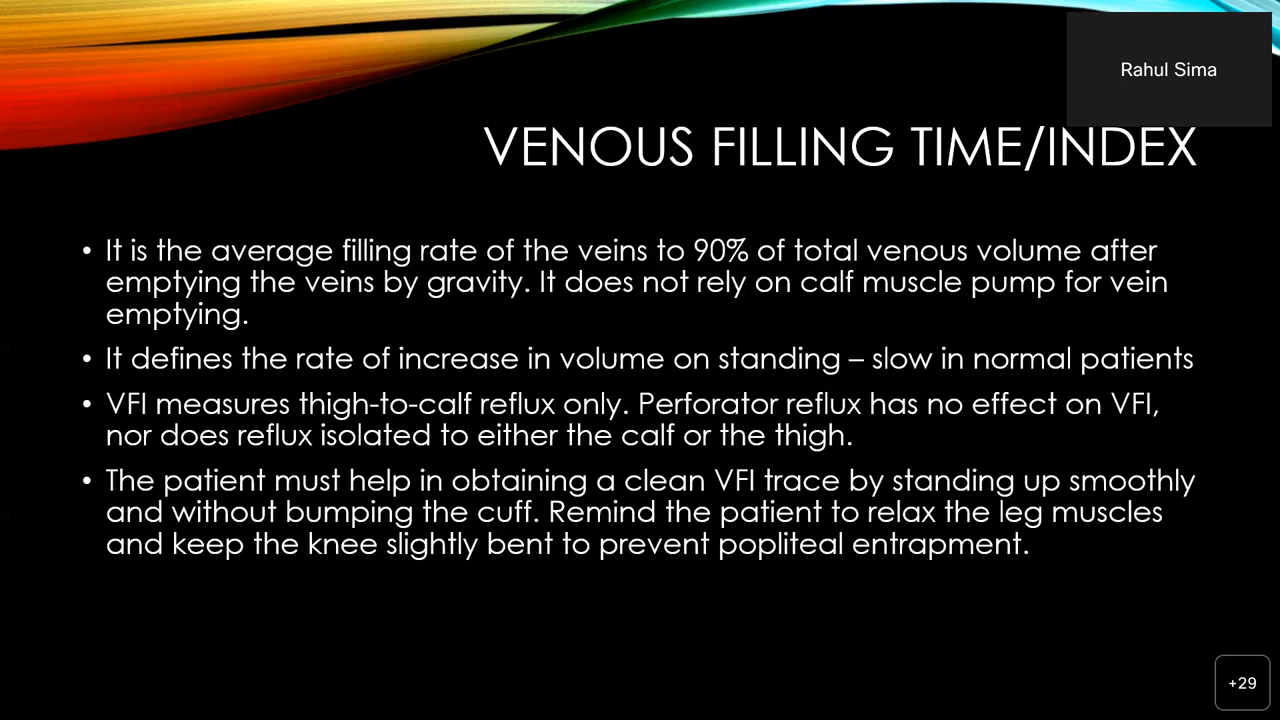 Rahul Sima
VENOUS FILLING TIME/INDEX
• It is the average filling rate of the veins to 90% of total venous volume after
emptying the veins by gravity. It does not rely on calf muscle pump for vein
emptying.
• It defines the rate of increase in volume on standing – slow in normal patients
• VFI measures thigh-to-calf reflux only. Perforator reflux has no effect on VFI,
nor does reflux isolated to either the calf or the thigh.
• The patient must help in obtaining a clean VFI trace by standing up smoothly
and without bumping the cuff. Remind the patient to relax the leg muscles
and keep the knee slightly bent to prevent popliteal entrapment.
+29